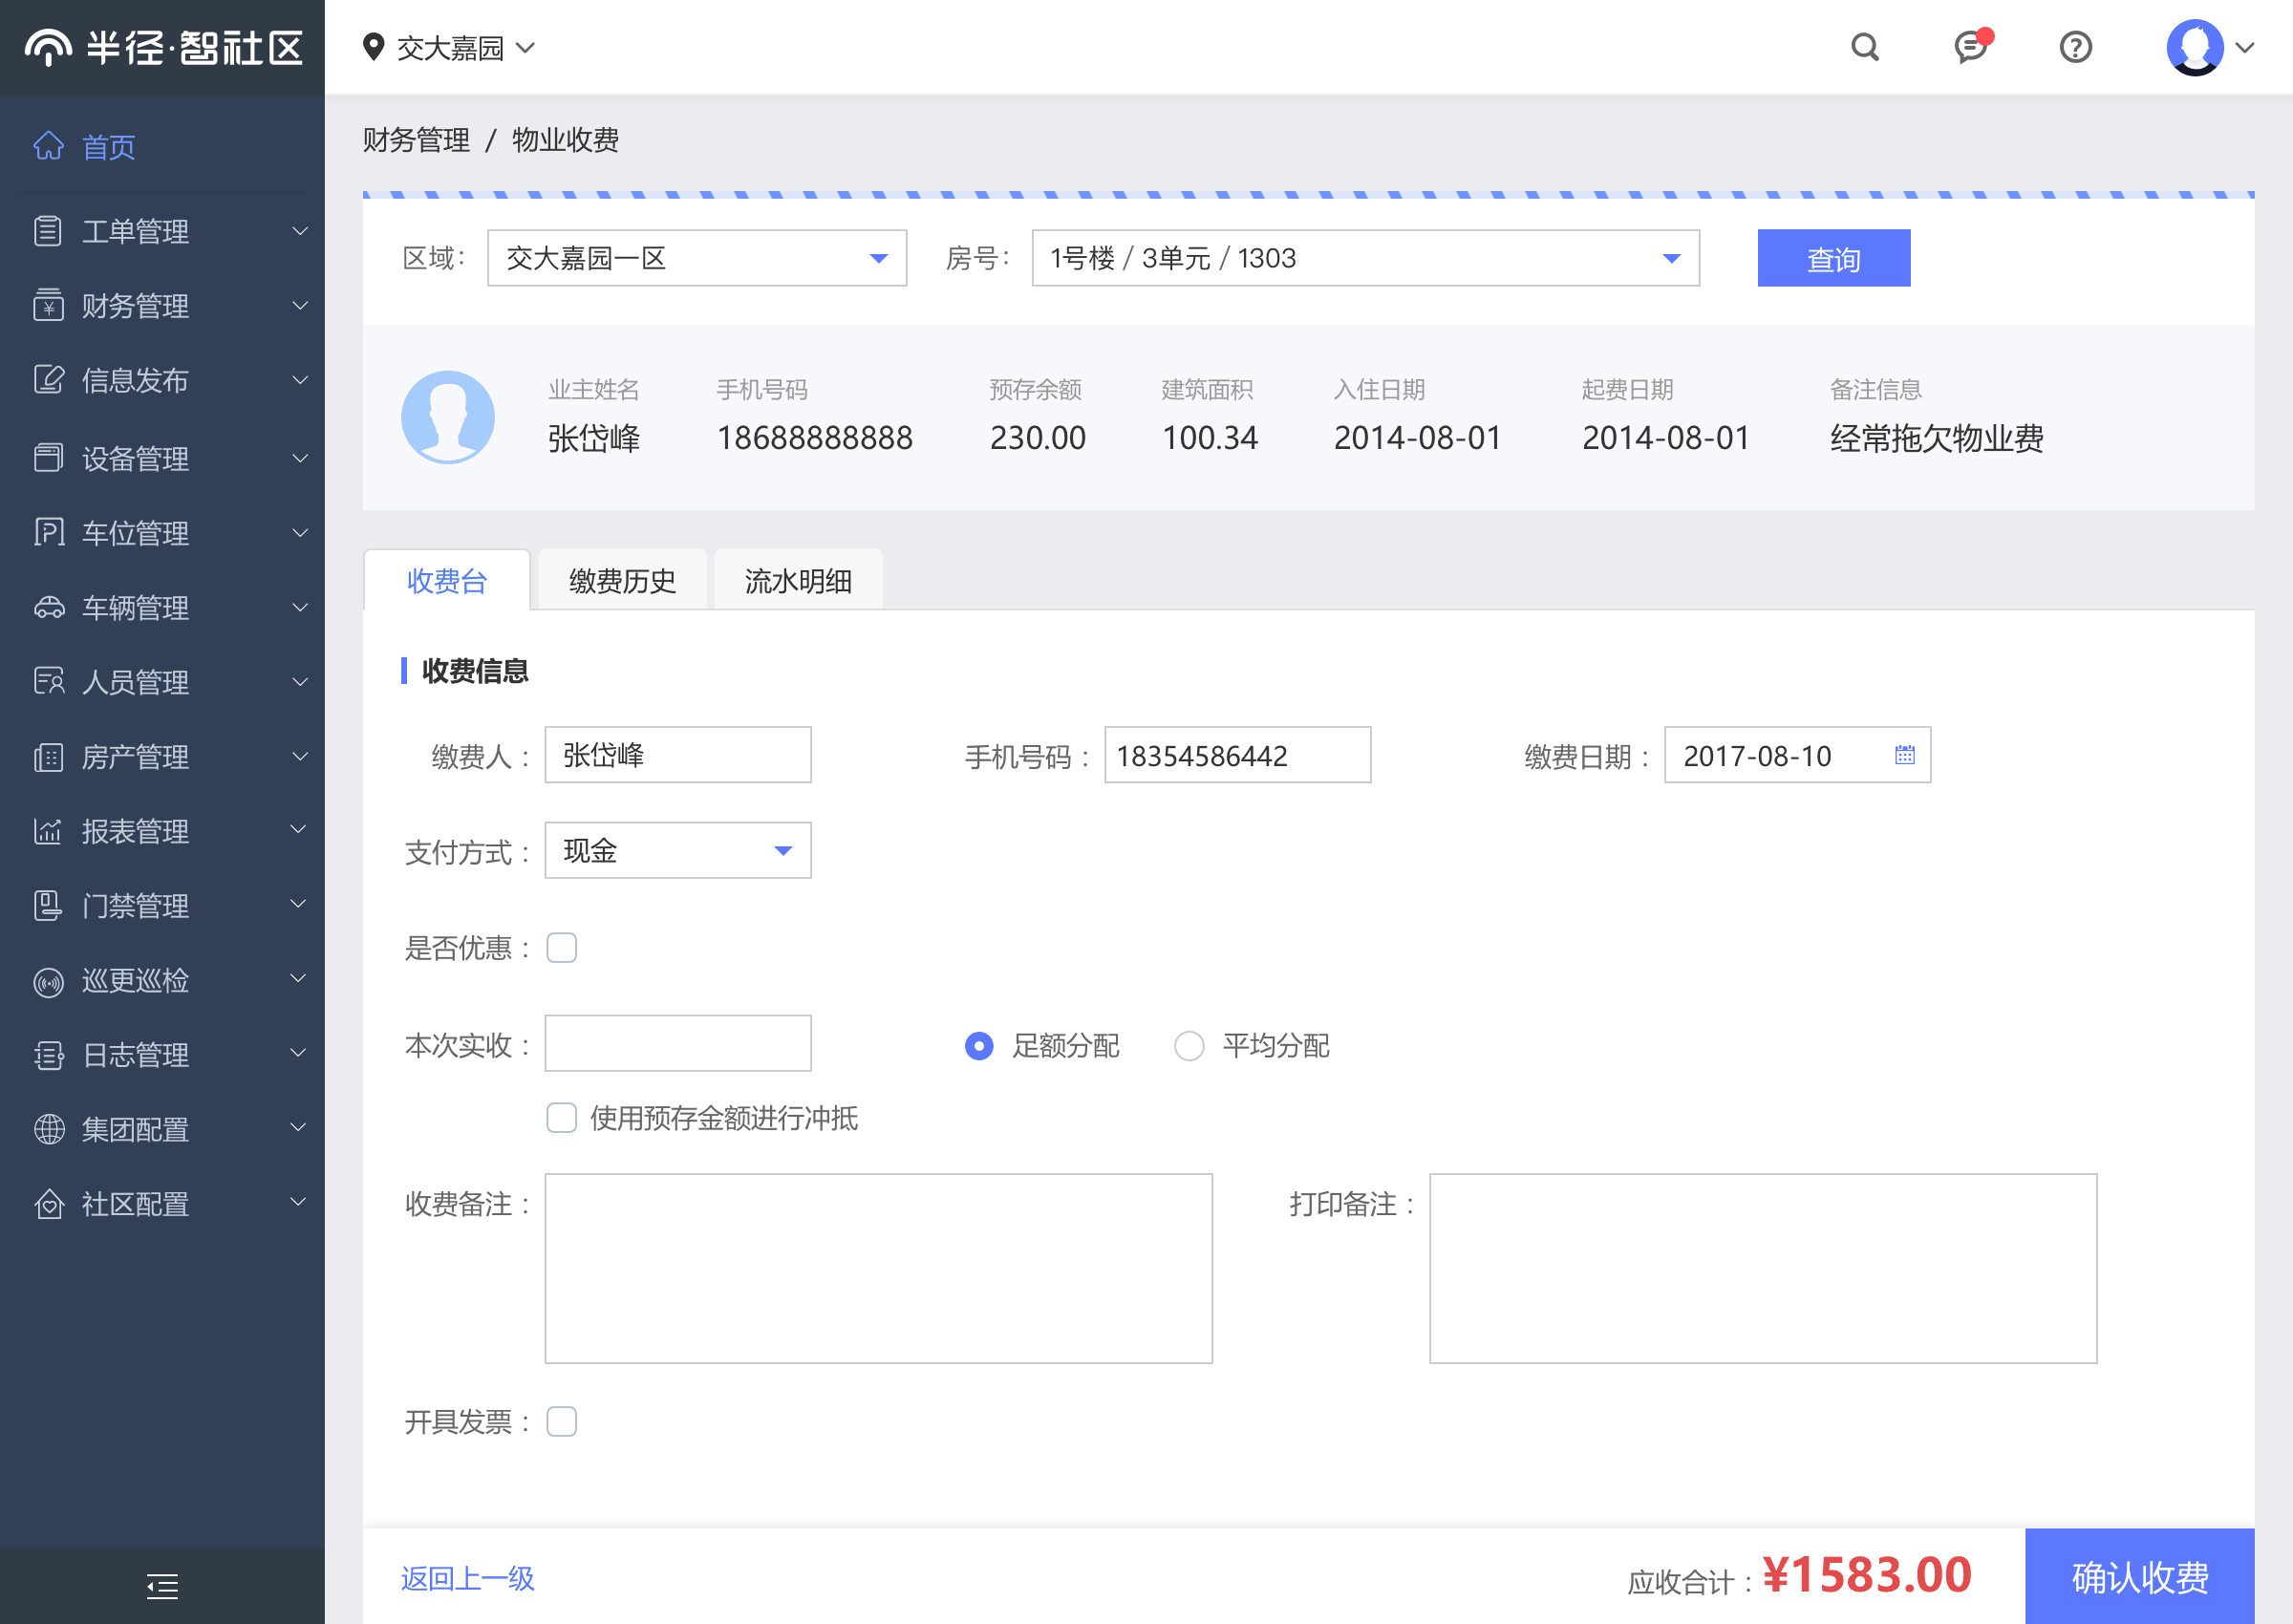 半径·智社区
交大嘉园
首页
工单管理
财务管理
信息发布
设备管理
车位管理
车辆管理
人员管理
房产管理
报表管理
门禁管理
巡更巡检
日志管理
集团配置
社区配置
财务管理 / 物业收费
区域: 交大嘉园一区 房号: 1号楼 / 3单元 / 1303 查询
业主姓名 手机号码 预存余额 建筑面积 入住日期 起费日期 备注信息
张岱峰 18688888888 230.00 100.34 2014-08-01 2014-08-01 经常拖欠物业费
收费台 缴费历史 流水明细
收费信息
缴费人： 张岱峰 手机号码： 18354586442 缴费日期： 2017-08-10
支付方式： 现金
是否优惠：
本次实收： 足额分配 平均分配
使用预存金额进行冲抵
收费备注： 打印备注：
开具发票：
返回上一级 应收合计：¥1583.00 确认收费